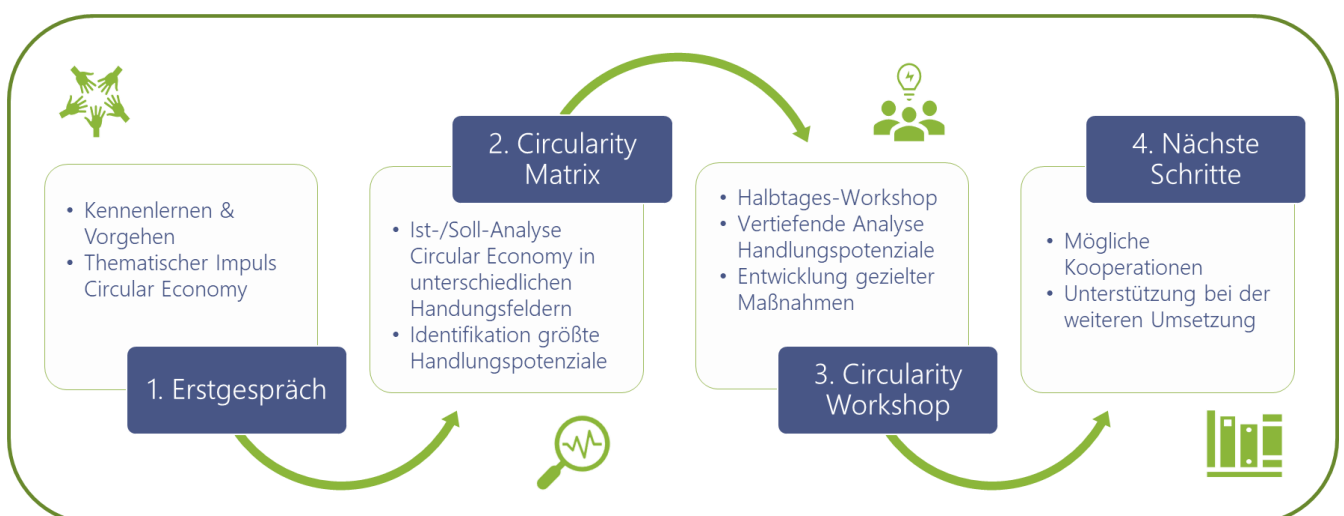 • Kennenlernen &
Vorgehen
• Thematischer Impuls
Circular Economy
1. Erstgespräch
2. Circularity
Matrix
• Ist-/Soll-Analyse
Circular Economy in
unterschiedlichen
Handungsfeldern
• Identifikation größte
Handlungspotenziale
• Halbtages-Workshop
• Vertiefende Analyse
Handlungspotenziale
• Entwicklung gezielter
Maßnahmen
3. Circularity
Workshop
4. Nächste
Schritte
• Mögliche
Kooperationen
• Unterstützung bei der
weiteren Umsetzung